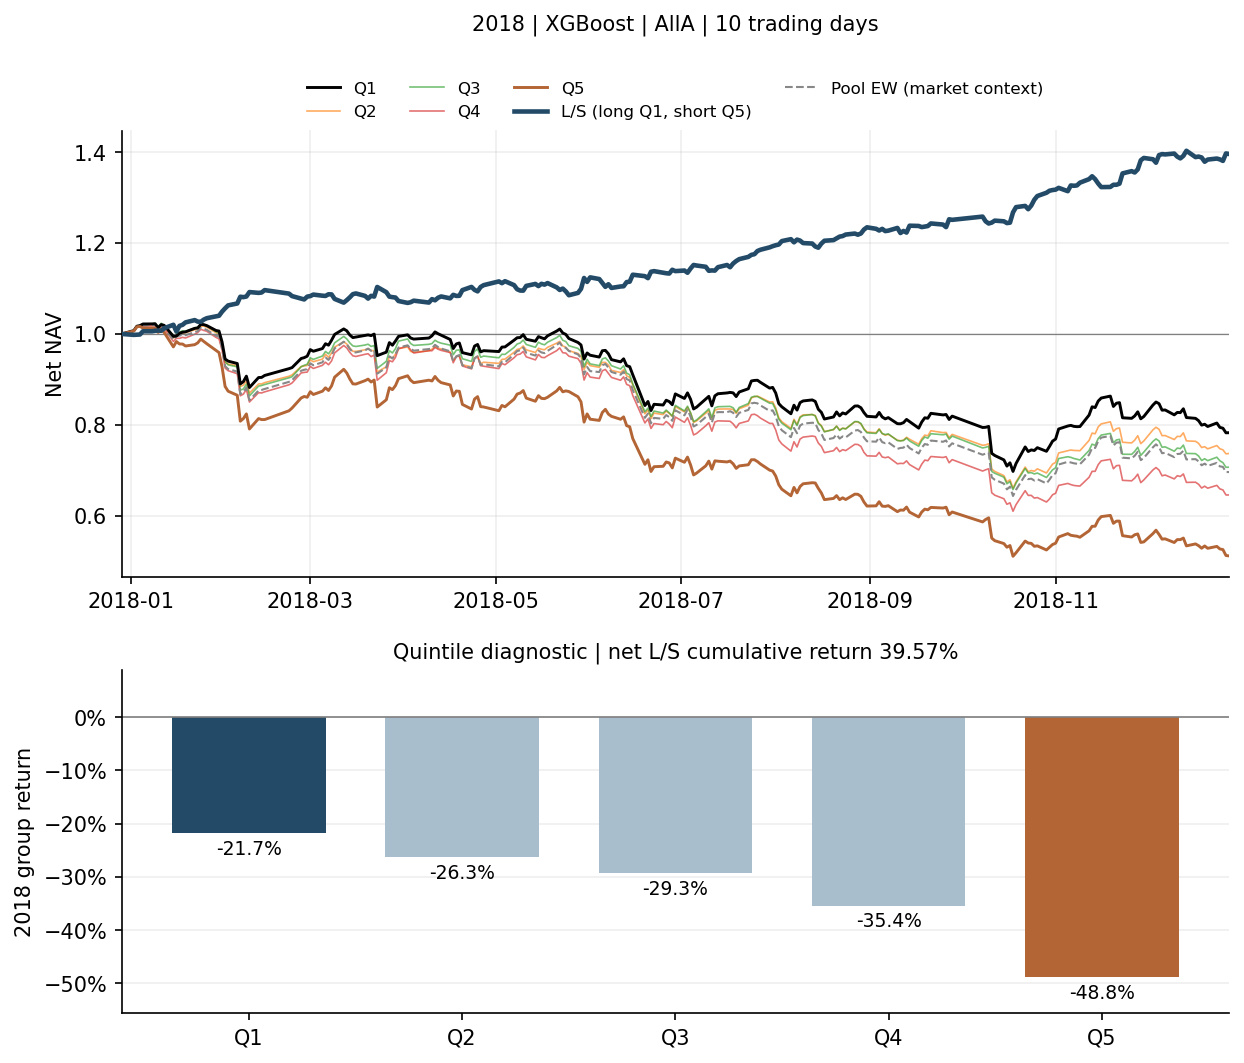 2018 | XGBoost | AllA | 10 trading days
Q1 Q3 Q5 Pool EW (market context)
Q2 Q4 L/S (long Q1, short Q5)
Net NAV
1.4
1.2
1.0
0.8
0.6
2018-01 2018-03 2018-05 2018-07 2018-09 2018-11
Quintile diagnostic | net L/S cumulative return 39.57%
2018 group return
0%
−10%
−20%
−30%
−40%
−50%
-21.7%
-26.3%
-29.3%
-35.4%
-48.8%
Q1 Q2 Q3 Q4 Q5